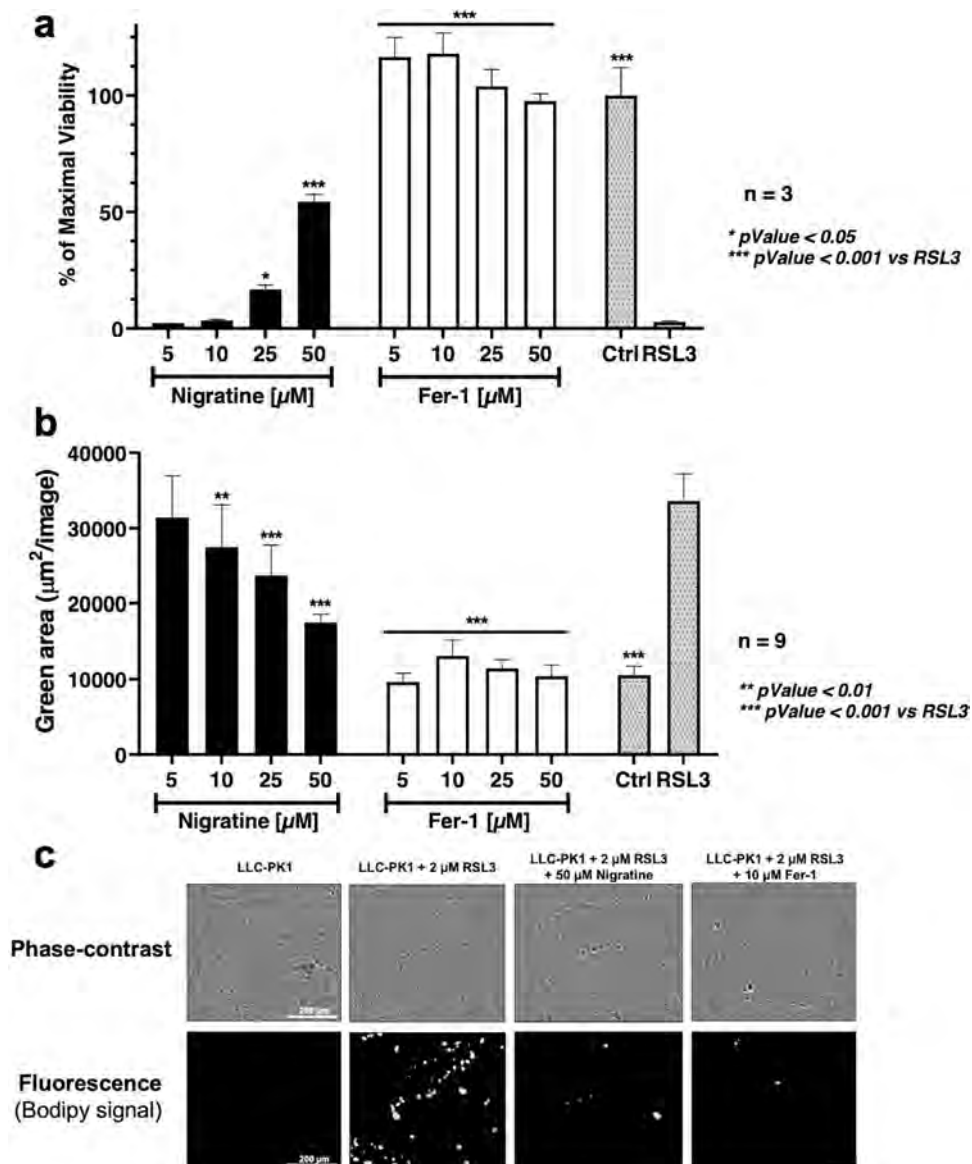 a
***
% of Maximal Viability
100
50
0
*
***
***
5 10 25 50 5 10 25 50 Ctrl RSL3
Nigratine [µM] Fer-1 [µM]
n = 3
* pValue < 0.05
*** pValue < 0.001 vs RSL3
b
Green area (µm²/image)
40000
30000
20000
10000
0
**
***
***
***
***
5 10 25 50 5 10 25 50 Ctrl RSL3
Nigratine [µM] Fer-1 [µM]
n = 9
** pValue < 0.01
*** pValue < 0.001 vs RSL3
c
LLC-PK1
LLC-PK1 + 2 µM RSL3
LLC-PK1 + 2 µM RSL3
+ 50 µM Nigratine
LLC-PK1 + 2 µM RSL3
+ 10 µM Fer-1
Phase-contrast
200 µm
Fluorescence
(Bodipy signal)
200 µm